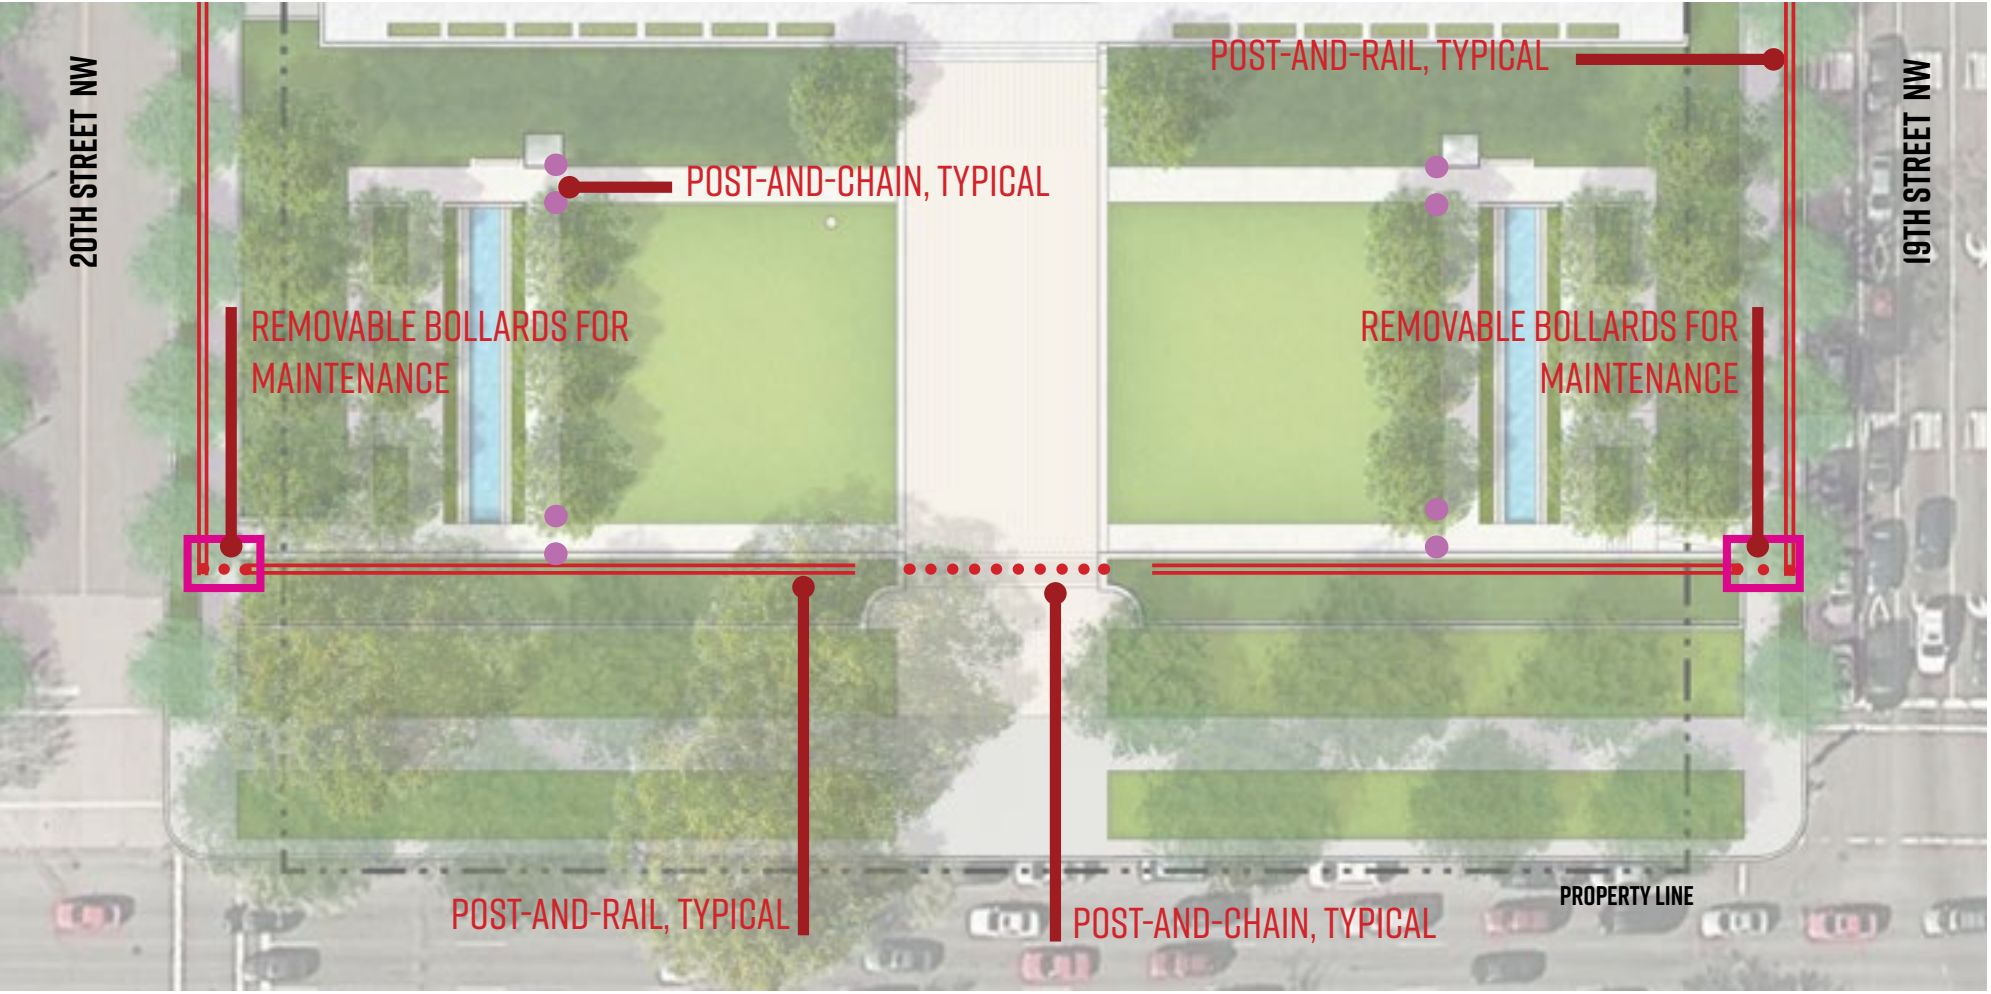 POST-AND-RAIL, TYPICAL
20TH STREET NW
19TH STREET NW
POST-AND-CHAIN, TYPICAL
REMOVABLE BOLLARDS FOR
MAINTENANCE
REMOVABLE BOLLARDS FOR
MAINTENANCE
PROPERTY LINE
POST-AND-RAIL, TYPICAL
POST-AND-CHAIN, TYPICAL